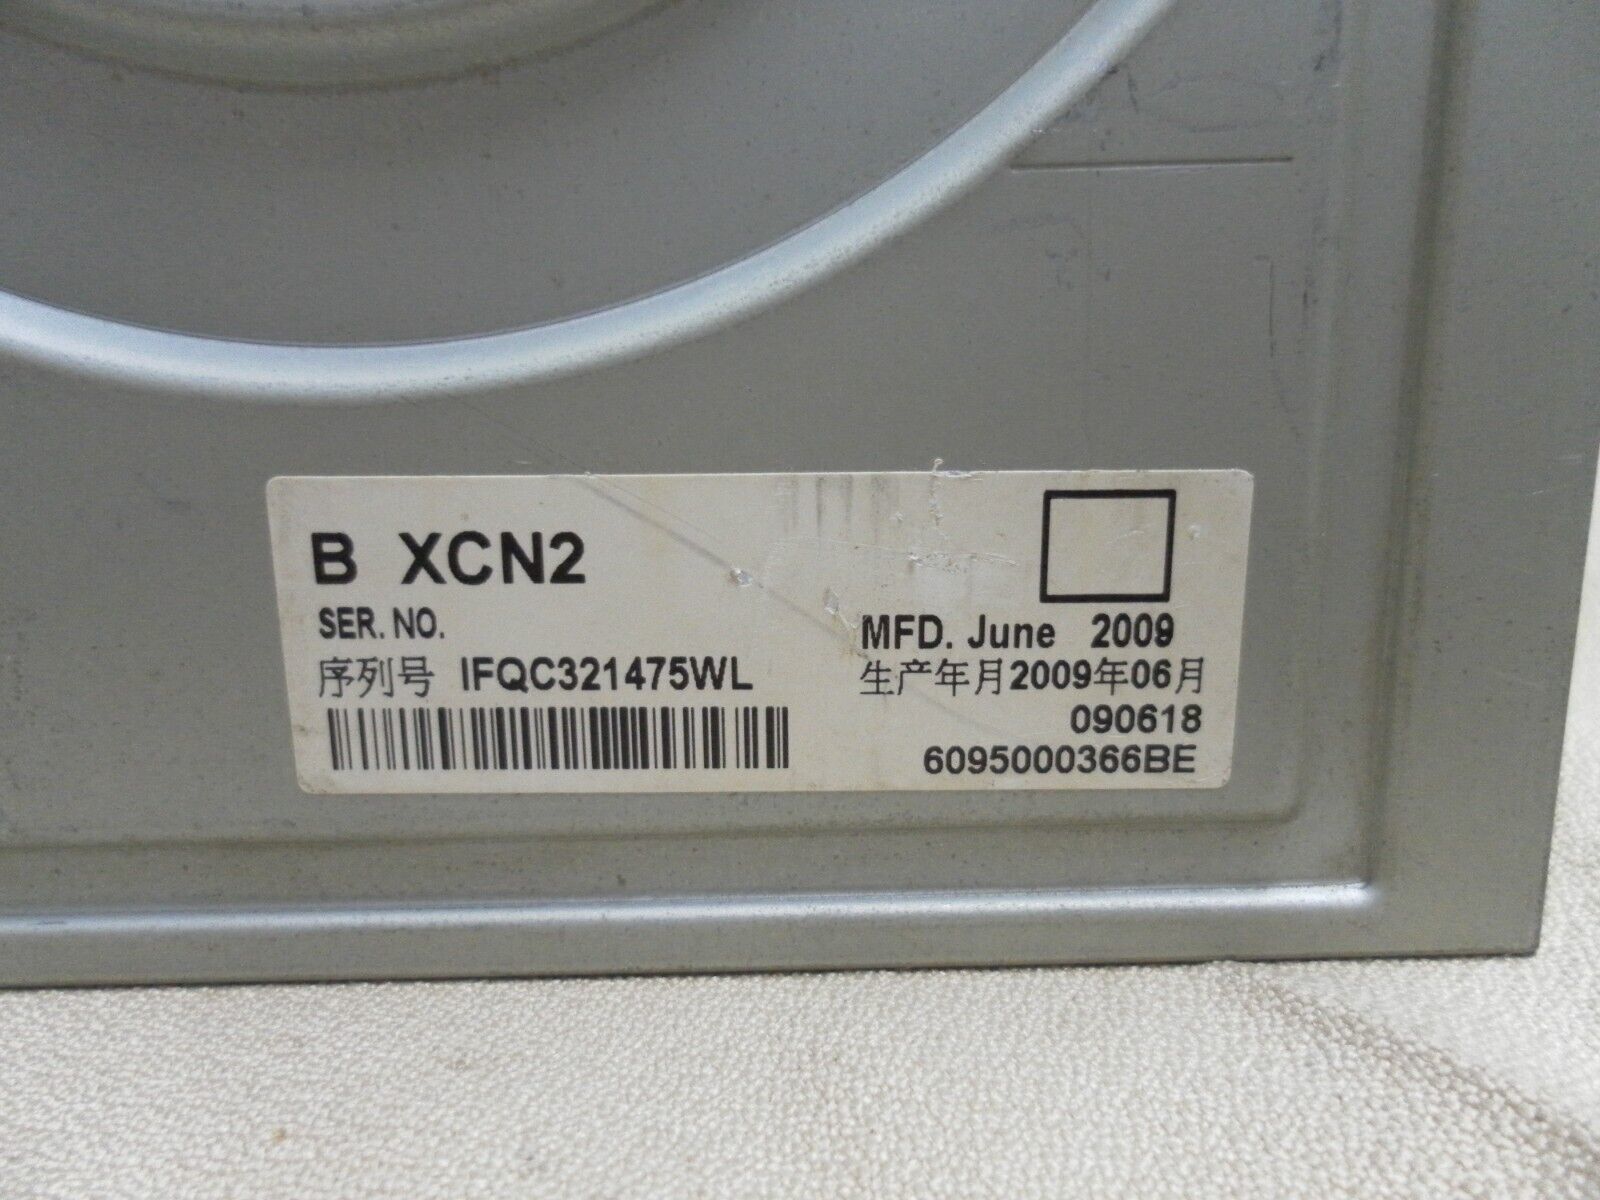 B XCN2
SER. NO.
序列号 IFQC321475WL
MFD. June 2009
生产年月2009年06月
090618
6095000366BE